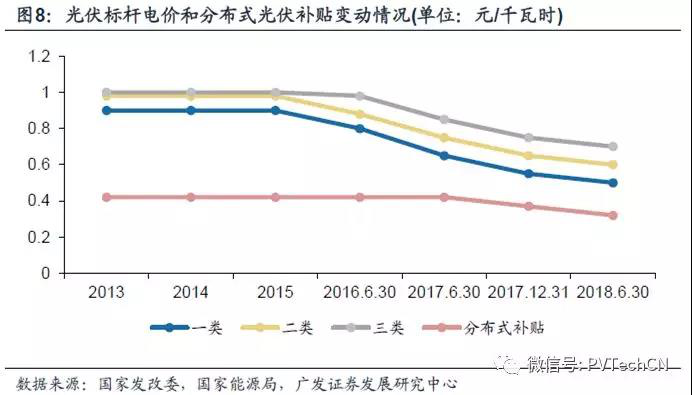 图8：光伏标杆电价和分布式光伏补贴变动情况(单位：元/千瓦时)
1.2
1
0.8
0.6
0.4
0.2
0
2013 2014 2015 2016.6.30 2017.6.30 2017.12.31 2018.6.30
一类 二类 三类 分布式补贴
微信号: PVTechCN
数据来源：国家发改委，国家能源局，广发证券发展研究中心